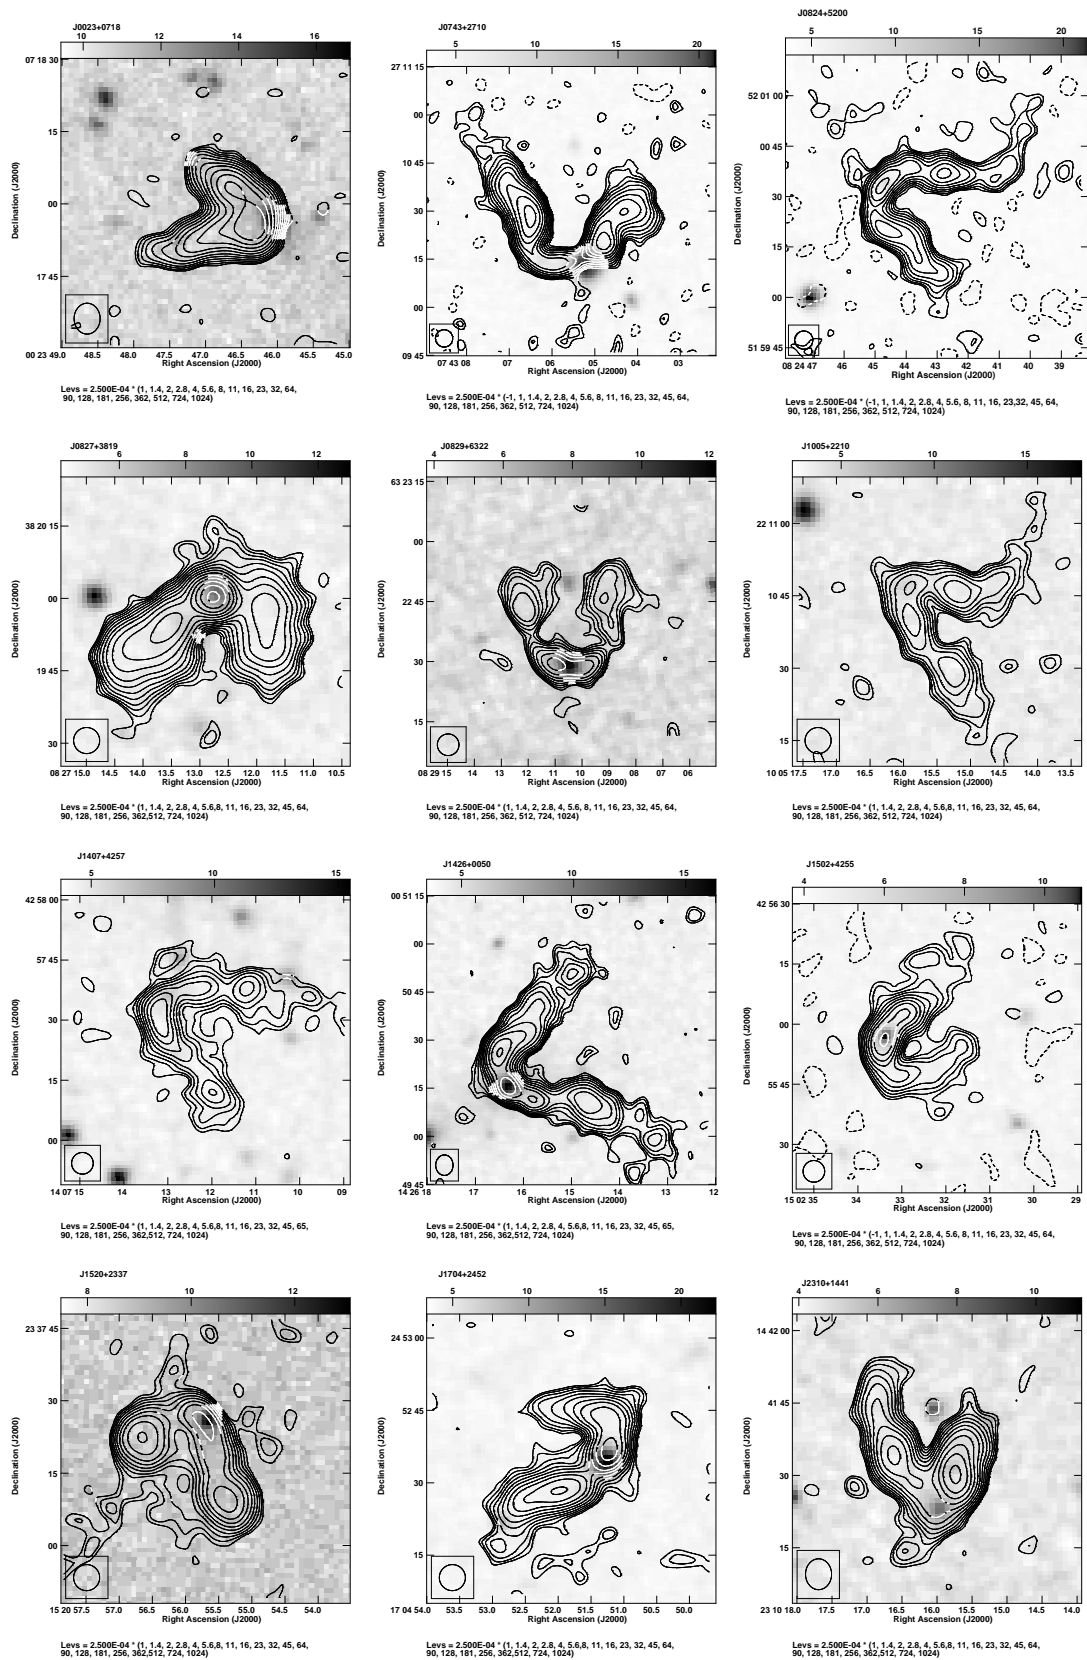 J0023+0718
10 12 14 16
07 18 30
15
00
17 45
00 23 49.0 48.5 48.0 47.5 47.0 46.5 46.0 45.5 45.0
Declination (J2000)
Right Ascension (J2000)
Levs = 2.500E-04 * (1, 1.4, 2, 2.8, 4, 5.6, 8, 11, 16, 23, 32, 64,
90, 128, 181, 256, 362, 512, 724, 1024)
J0743+2710
5 10 15 20
27 11 15
00
10 45
30
15
00
09 45
07 43 08 07 06 05 04 03
Declination (J2000)
Right Ascension (J2000)
Levs = 2.500E-04 * (-1, 1, 1.4, 2, 2.8, 4, 5.6, 8, 11, 16, 23, 32, 45, 64,
90, 128, 181, 256, 362, 512, 724, 1024)
J0824+5200
5 10 15 20
52 01 00
00 45
30
15
00
51 59 45
08 24 47 46 45 44 43 42 41 40 39
Declination (J2000)
Right Ascension (J2000)
Levs = 2.500E-04 * (-1, 1, 1.4, 2, 2.8, 4, 5.6, 8, 11, 16, 23,32, 45, 64,
90, 128, 181, 256, 362, 512, 724, 1024)
J0827+3819
6 8 10 12
38 20 15
00
19 45
30
08 27 15.0 14.5 14.0 13.5 13.0 12.5 12.0 11.5 11.0 10.5
Declination (J2000)
Right Ascension (J2000)
Levs = 2.500E-04 * (1, 1.4, 2, 2.8, 4, 5.6,8, 11, 16, 23, 32, 45, 64,
90, 128, 181, 256, 362,512, 724, 1024)
J0829+6322
4 6 8 10 12
63 23 15
00
22 45
30
15
08 29 15 14 13 12 11 10 09 08 07 06 05
Declination (J2000)
Right Ascension (J2000)
Levs = 2.500E-04 * (1, 1.4, 2, 2.8, 4, 5.6, 8, 11, 16, 23, 32, 45, 64,
90, 128, 181, 256, 362, 512, 724, 1024)
J1005+2210
5 10 15
22 11 00
10 45
30
15
10 05 17.5 17.0 16.5 16.0 15.5 15.0 14.5 14.0 13.5
Declination (J2000)
Right Ascension (J2000)
Levs = 2.500E-04 * (1, 1.4, 2, 2.8, 4, 5.6,8, 11, 16, 23, 32, 45, 64,
90, 128, 181, 256, 362,512, 724, 1024)
J1407+4257
5 10 15
42 58 00
57 45
30
15
00
14 07 15 14 13 12 11 10 09
Declination (J2000)
Right Ascension (J2000)
Levs = 2.500E-04 * (1, 1.4, 2, 2.8, 4, 5.6,8, 11, 16, 23, 32, 45, 65,
90, 128, 181, 256, 362,512, 724, 1024)
J1426+0050
5 10 15
00 51 15
00
50 45
30
15
00
49 45
14 26 18 17 16 15 14 13 12
Declination (J2000)
Right Ascension (J2000)
Levs = 2.500E-04 * (1, 1.4, 2, 2.8, 4, 5.6,8, 11, 16, 23, 32, 45, 65,
90, 128, 181, 256, 362,512, 724, 1024)
J1502+4255
4 6 8 10
42 56 30
15
00
55 45
30
15 02 35 34 33 32 31 30 29
Declination (J2000)
Right Ascension (J2000)
Levs = 2.500E-04 * (-1, 1, 1.4, 2, 2.8, 4, 5.6, 8, 11, 16, 23, 32, 45, 64,
90, 128, 181, 256, 362, 512, 724, 1024)
J1520+2337
8 10 12
23 37 45
30
15
00
15 20 57.5 57.0 56.5 56.0 55.5 55.0 54.5 54.0
Declination (J2000)
Right Ascension (J2000)
Levs = 2.500E-04 * (1, 1.4, 2, 2.8, 4, 5.6,8, 11, 16, 23, 32, 45, 64,
90, 128, 181, 256, 362,512, 724, 1024)
J1704+2452
5 10 15 20
24 53 00
52 45
30
15
17 04 54.0 53.5 53.0 52.5 52.0 51.5 51.0 50.5 50.0 49.6
Declination (J2000)
Right Ascension (J2000)
Levs = 2.500E-04 * (1, 1.4, 2, 2.8, 4, 5.6,8, 11, 16, 23, 32, 45, 64,
90, 128, 181, 256, 362,512, 724, 1024)
J2310+1441
4 6 8 10
14 42 00
41 45
30
15
23 10 18.0 17.5 17.0 16.5 16.0 15.5 15.0 14.5 14.0
Declination (J2000)
Right Ascension (J2000)
Levs = 2.500E-04 * (1, 1.4, 2, 2.8, 4, 5.6,8, 11, 16, 23, 32, 45, 64,
90, 128, 181, 256, 362,512, 724, 1024)